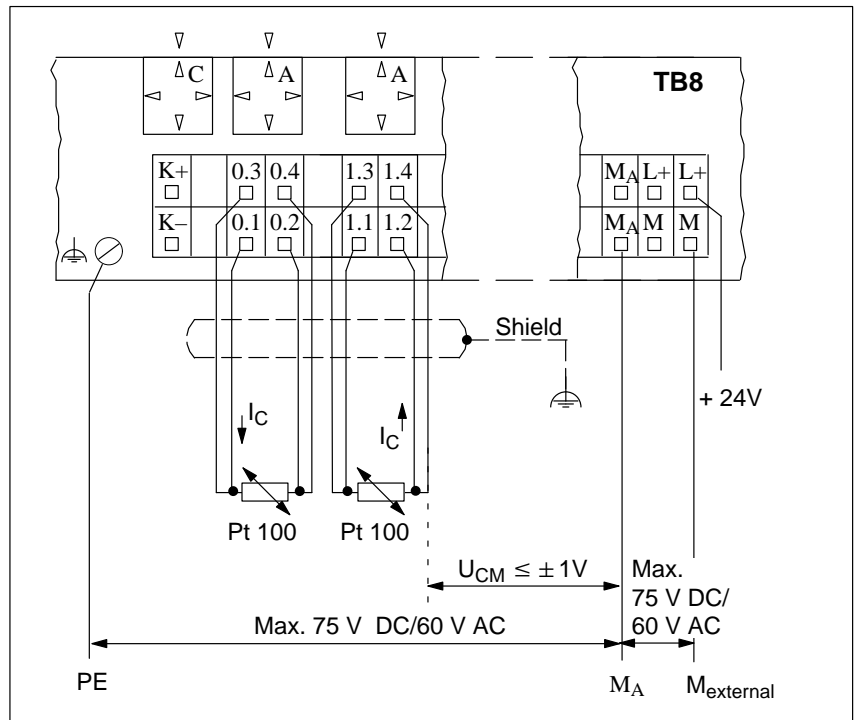 C A A
TB8
K+ 0.3 0.4 1.3 1.4 MA L+ L+
K– 0.1 0.2 1.1 1.2 MA M M
Shield
+ 24V
IC IC
Pt 100 Pt 100
UCM ≤ ± 1V
Max.
75 V DC/
60 V AC
Max. 75 V DC/60 V AC
PE MA Mexternal